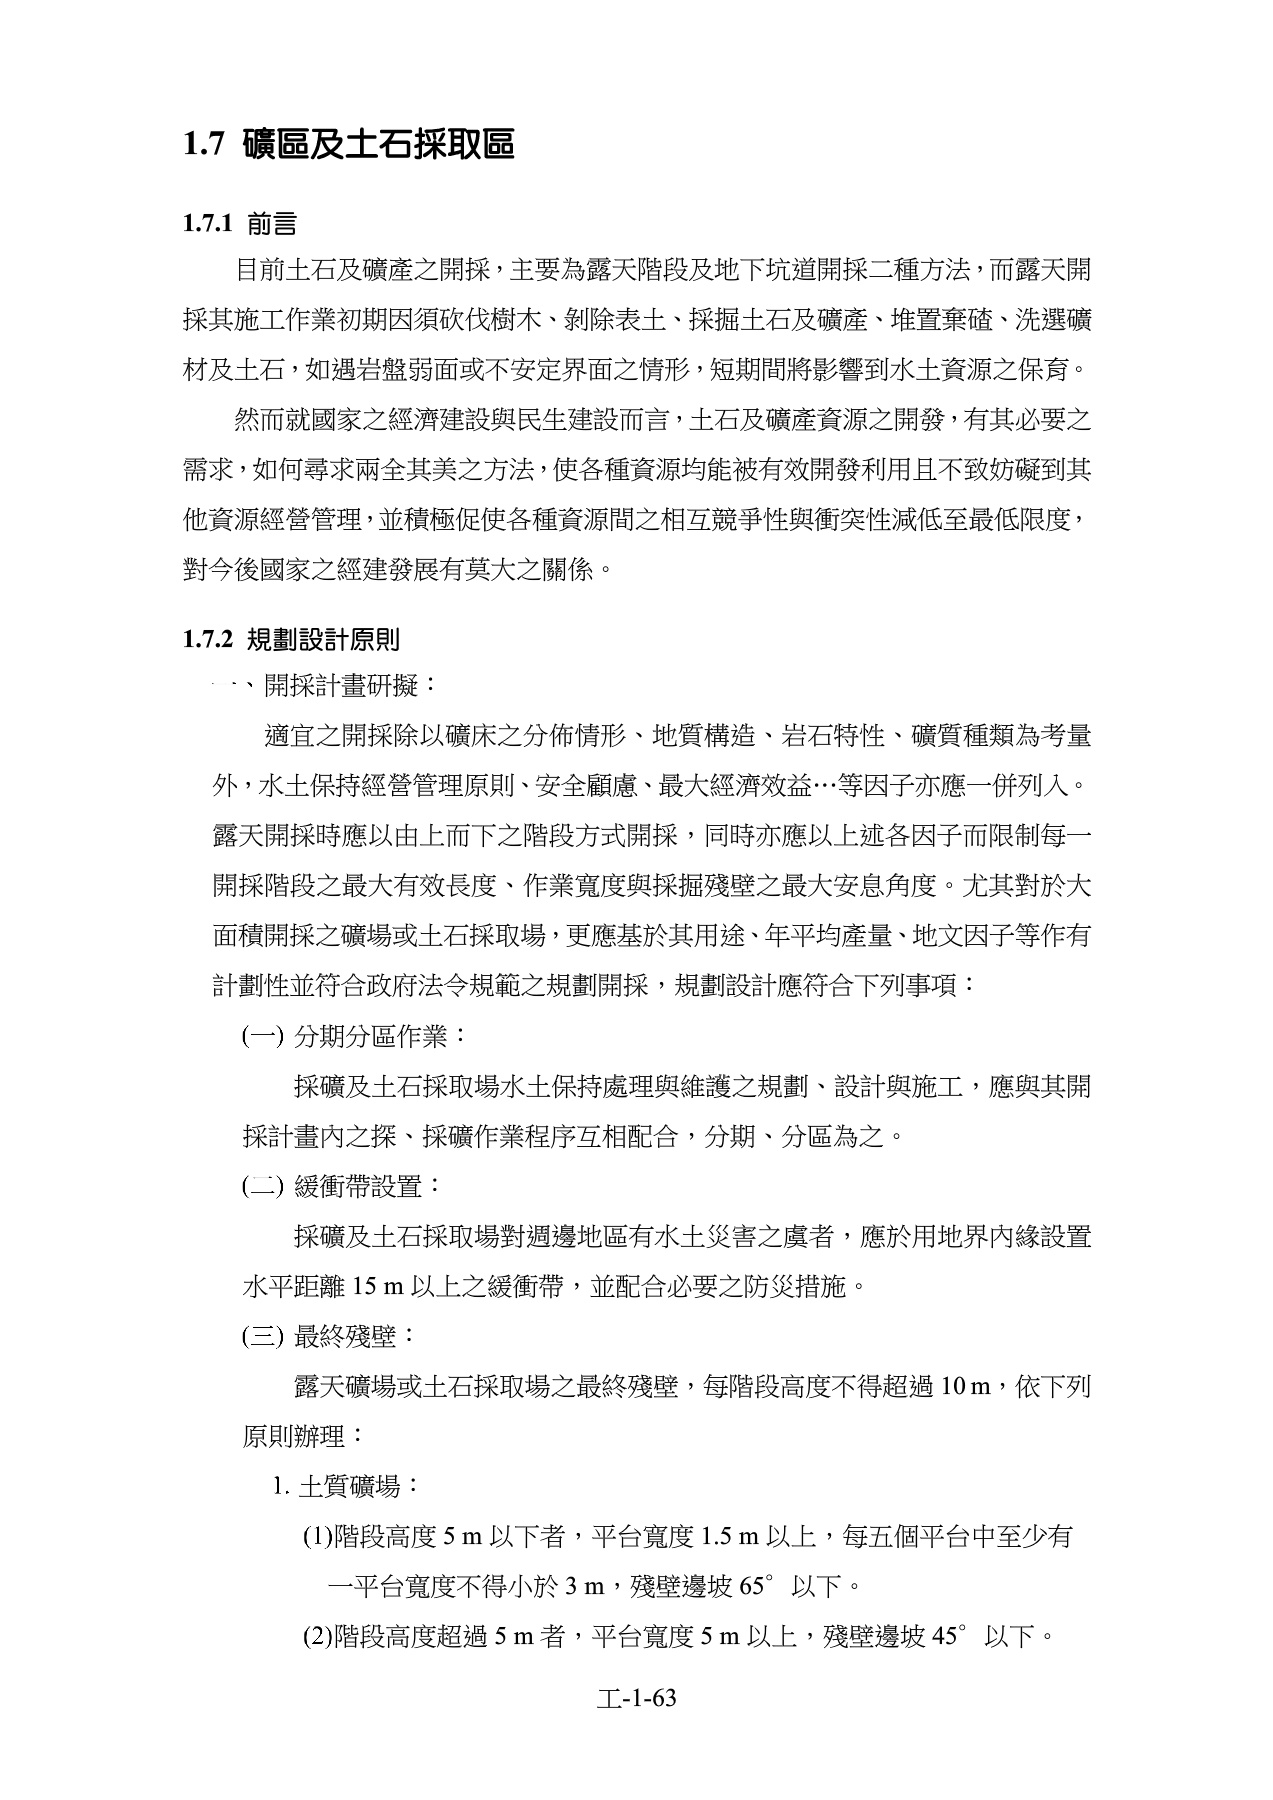 1.7 礦區及土石採取區
1.7.1 前言
目前土石及礦產之開採，主要為露天階段及地下坑道開採二種方法，而露天開
採其施工作業初期因須砍伐樹木、剝除表土、採掘土石及礦產、堆置棄碴、洗選礦
材及土石，如遇岩盤弱面或不安定界面之情形，短期間將影響到水土資源之保育。
然而就國家之經濟建設與民生建設而言，土石及礦產資源之開發，有其必要之
需求，如何尋求兩全其美之方法，使各種資源均能被有效開發利用且不致妨礙到其
他資源經營管理，並積極促使各種資源間之相互競爭性與衝突性減低至最低限度，
對今後國家之經建發展有莫大之關係。
1.7.2 規劃設計原則
一、開採計畫研擬：
適宜之開採除以礦床之分佈情形、地質構造、岩石特性、礦質種類為考量
外，水土保持經營管理原則、安全顧慮、最大經濟效益…等因子亦應一併列入。
露天開採時應以由上而下之階段方式開採，同時亦應以上述各因子而限制每一
開採階段之最大有效長度、作業寬度與採掘殘壁之最大安息角度。尤其對於大
面積開採之礦場或土石採取場，更應基於其用途、年平均產量、地文因子等作有
計劃性並符合政府法令規範之規劃開採，規劃設計應符合下列事項：
(一) 分期分區作業：
採礦及土石採取場水土保持處理與維護之規劃、設計與施工，應與其開
採計畫內之探、採礦作業程序互相配合，分期、分區為之。
(二) 緩衝帶設置：
採礦及土石採取場對週邊地區有水土災害之虞者，應於用地界內緣設置
水平距離 15 m 以上之緩衝帶，並配合必要之防災措施。
(三) 最終殘壁：
露天礦場或土石採取場之最終殘壁，每階段高度不得超過 10 m，依下列
原則辦理：
1. 土質礦場：
(1)階段高度 5 m 以下者，平台寬度 1.5 m 以上，每五個平台中至少有
一平台寬度不得小於 3 m，殘壁邊坡 65° 以下。
(2)階段高度超過 5 m 者，平台寬度 5 m 以上，殘壁邊坡 45° 以下。
工-1-63